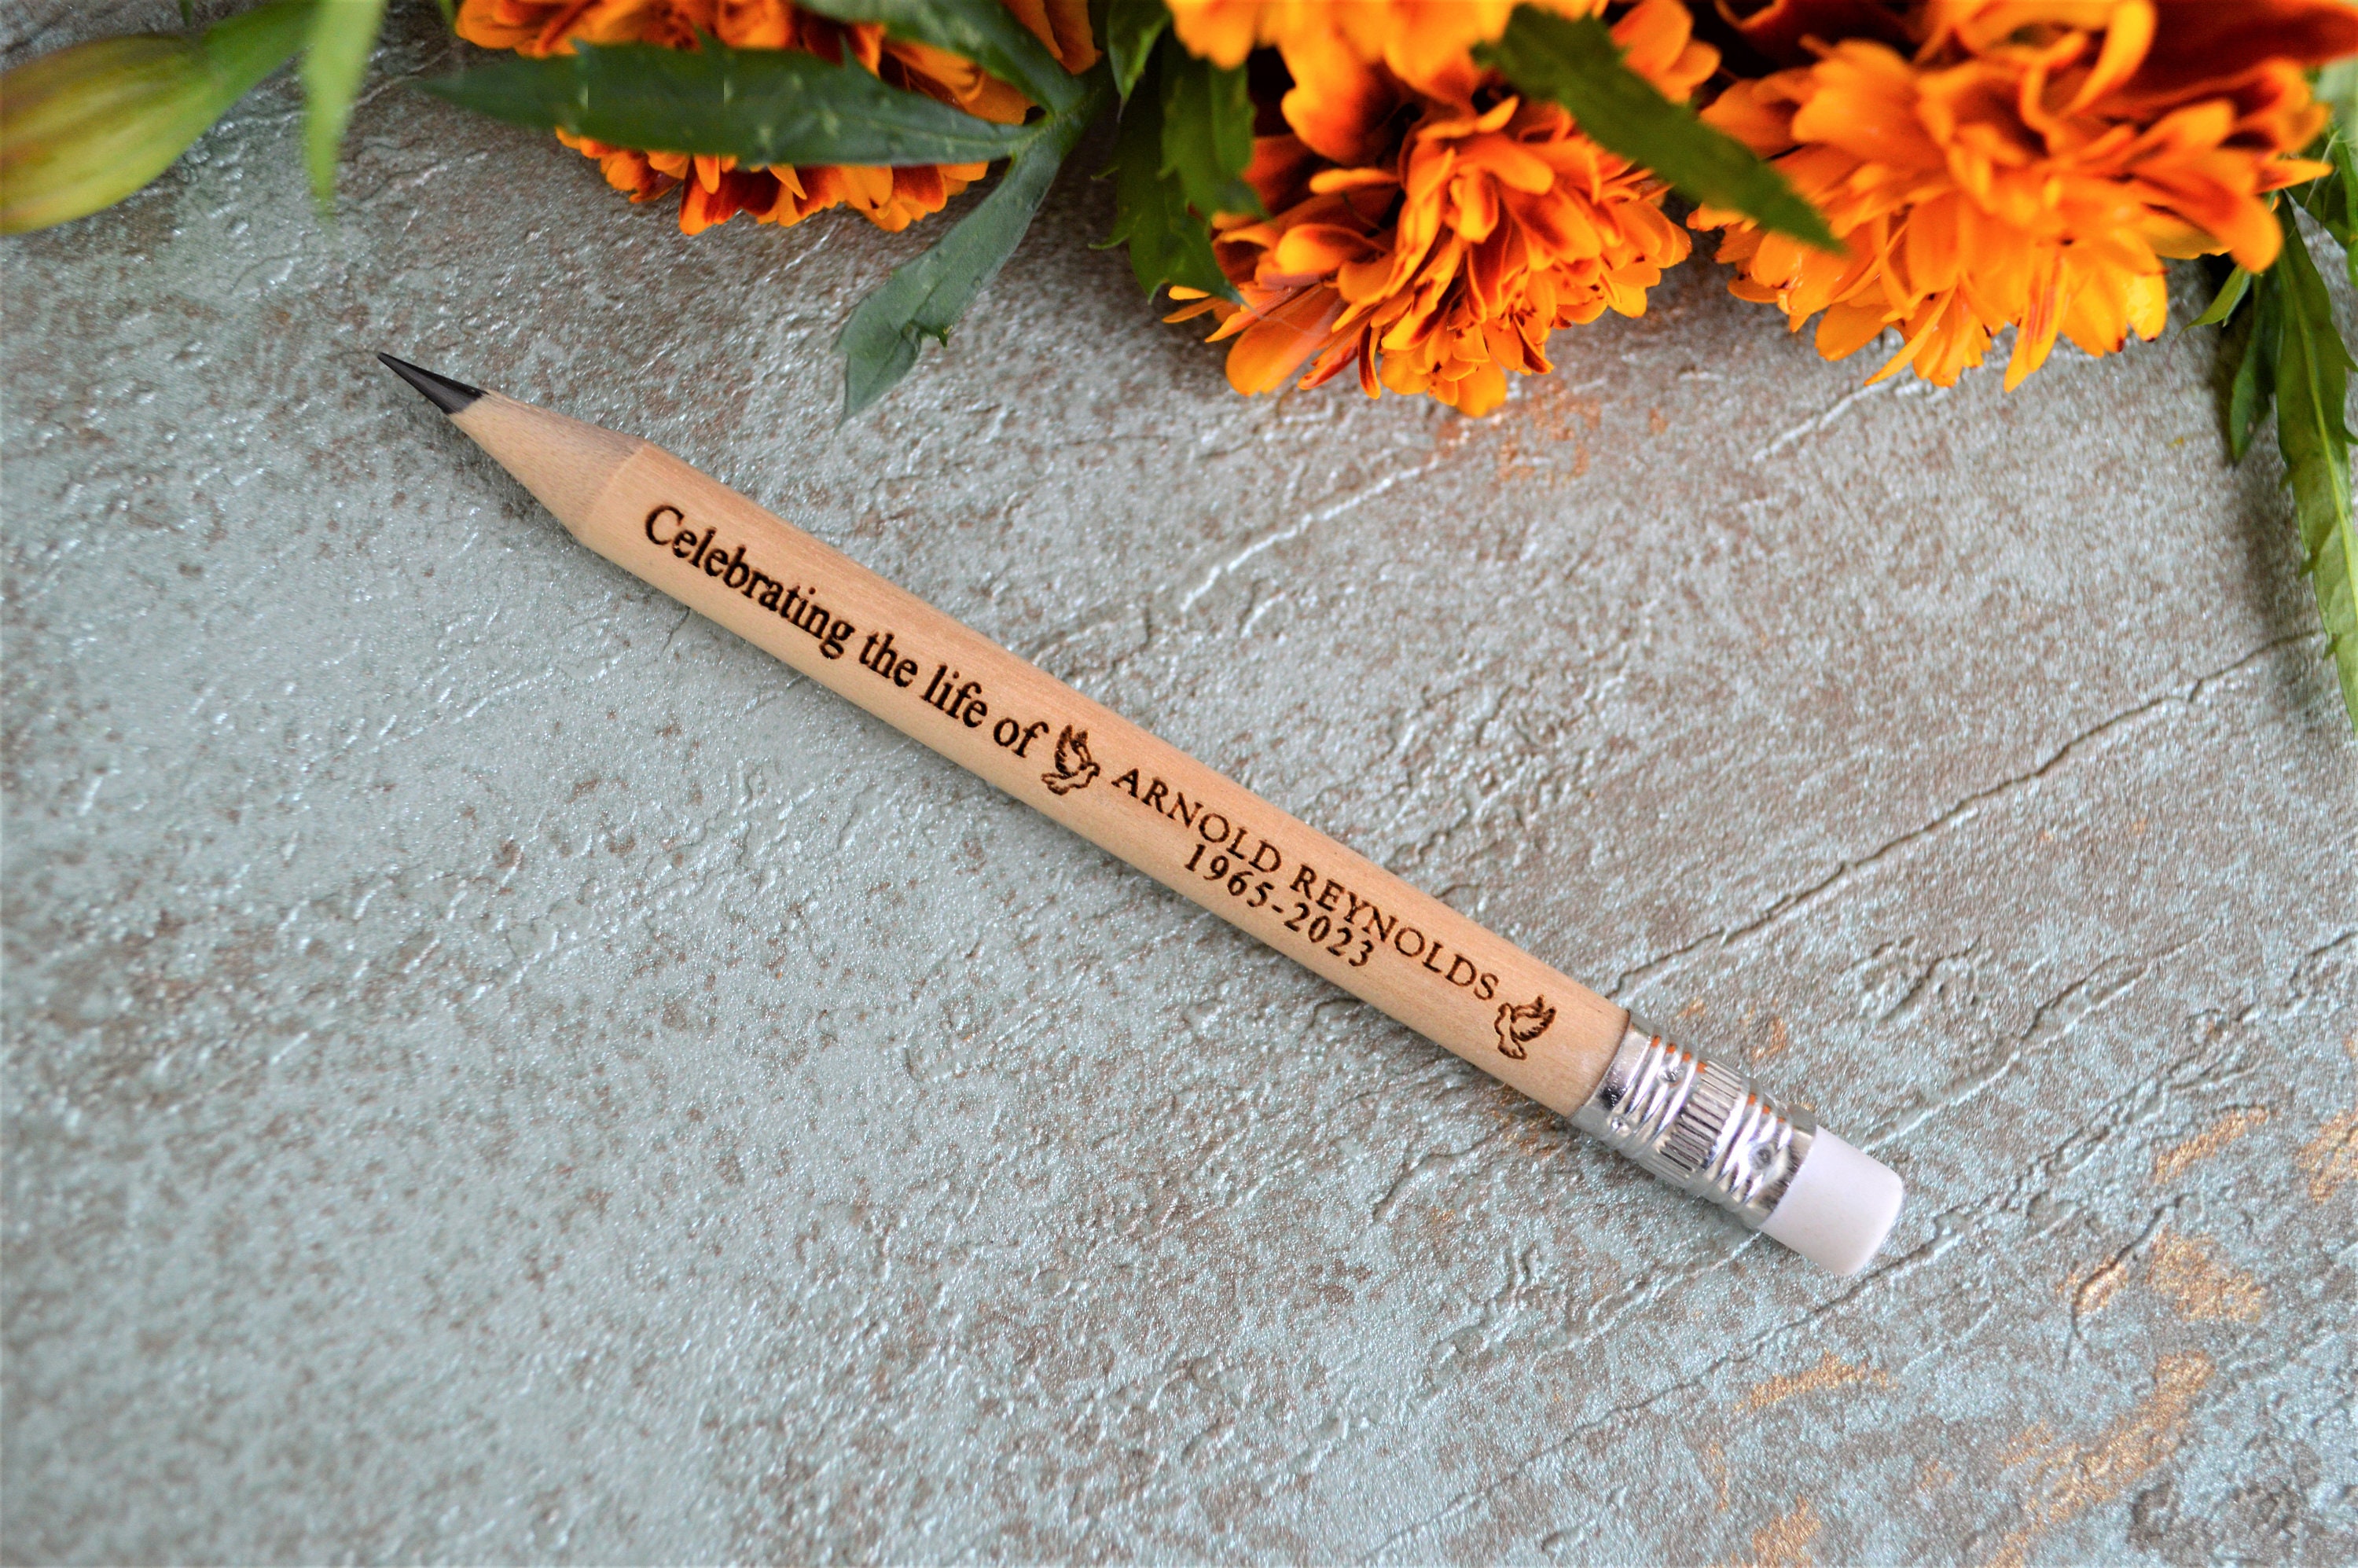 Celebrating the life of
ARNOLD REYNOLDS
1965-2023